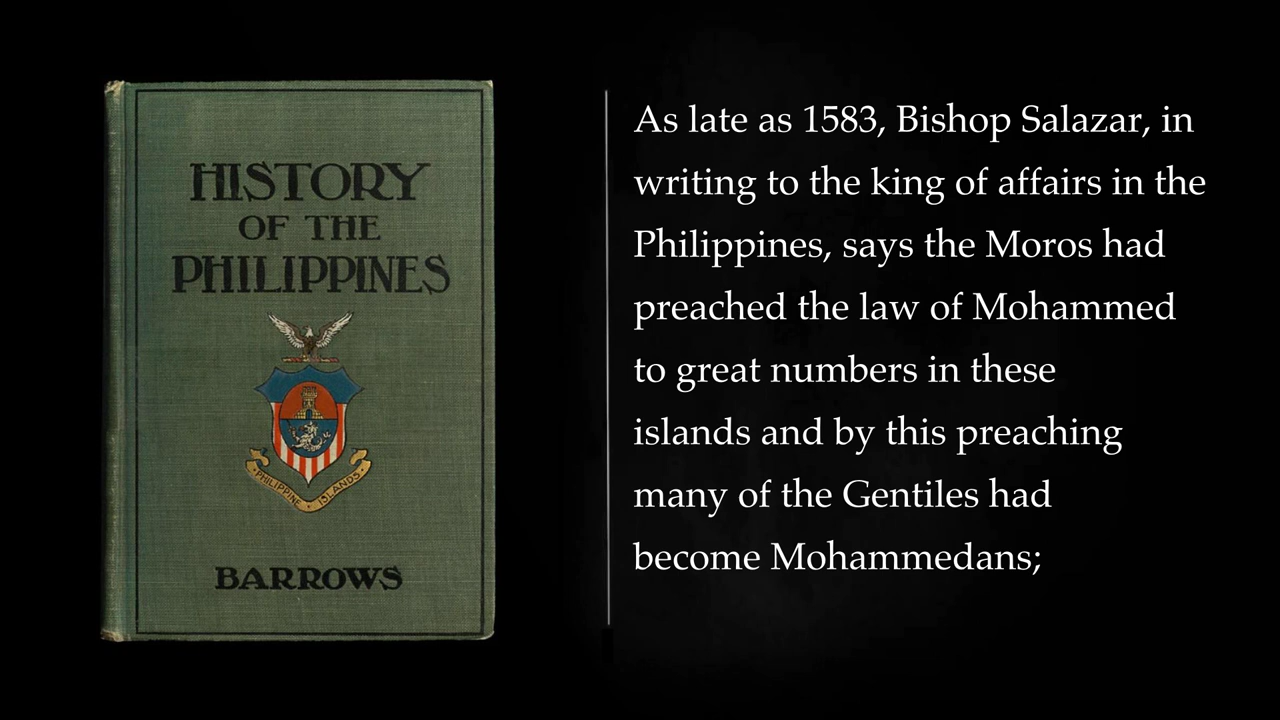 HISTORY
OF THE
PHILIPPINES
PHILIPPINE ISLANDS
BARROWS
As late as 1583, Bishop Salazar, in
writing to the king of affairs in the
Philippines, says the Moros had
preached the law of Mohammed
to great numbers in these
islands and by this preaching
many of the Gentiles had
become Mohammedans;